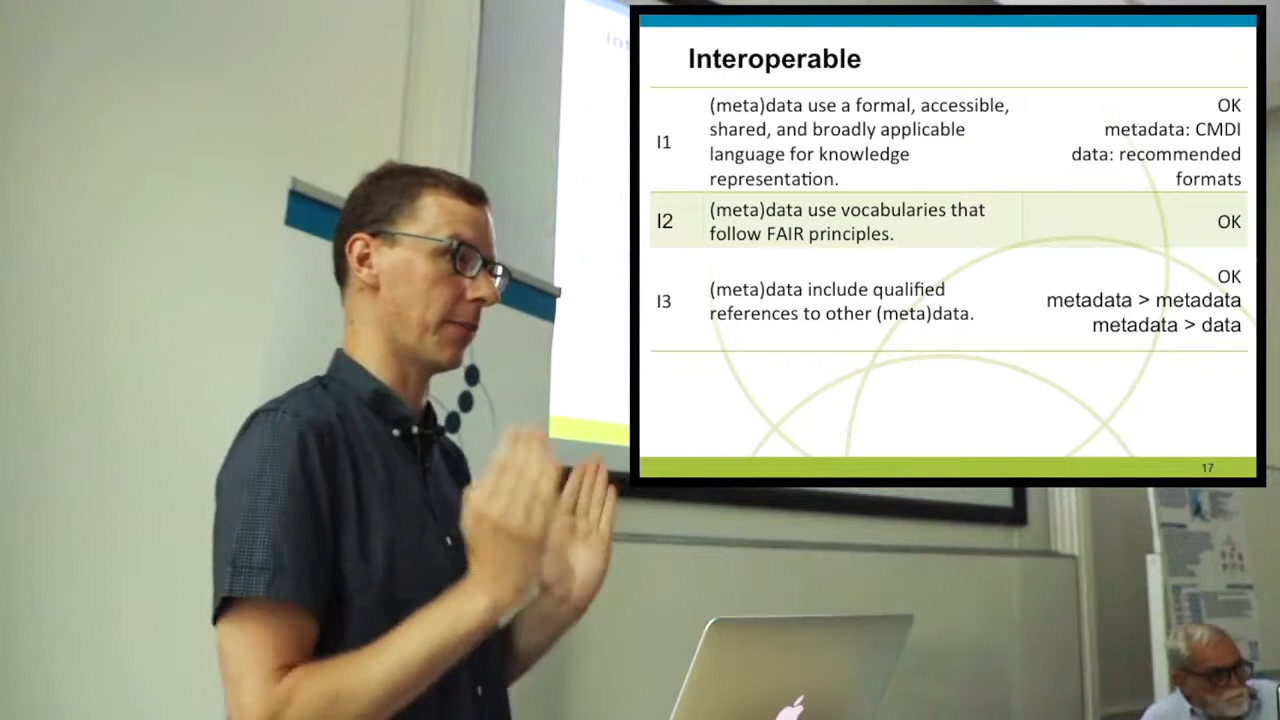 Int
Interoperable
I1
(meta)data use a formal, accessible,
shared, and broadly applicable
language for knowledge
representation.
OK
metadata: CMDI
data: recommended
formats
I2
(meta)data use vocabularies that
follow FAIR principles.
OK
I3
(meta)data include qualified
references to other (meta)data.
OK
metadata > metadata
metadata > data
17